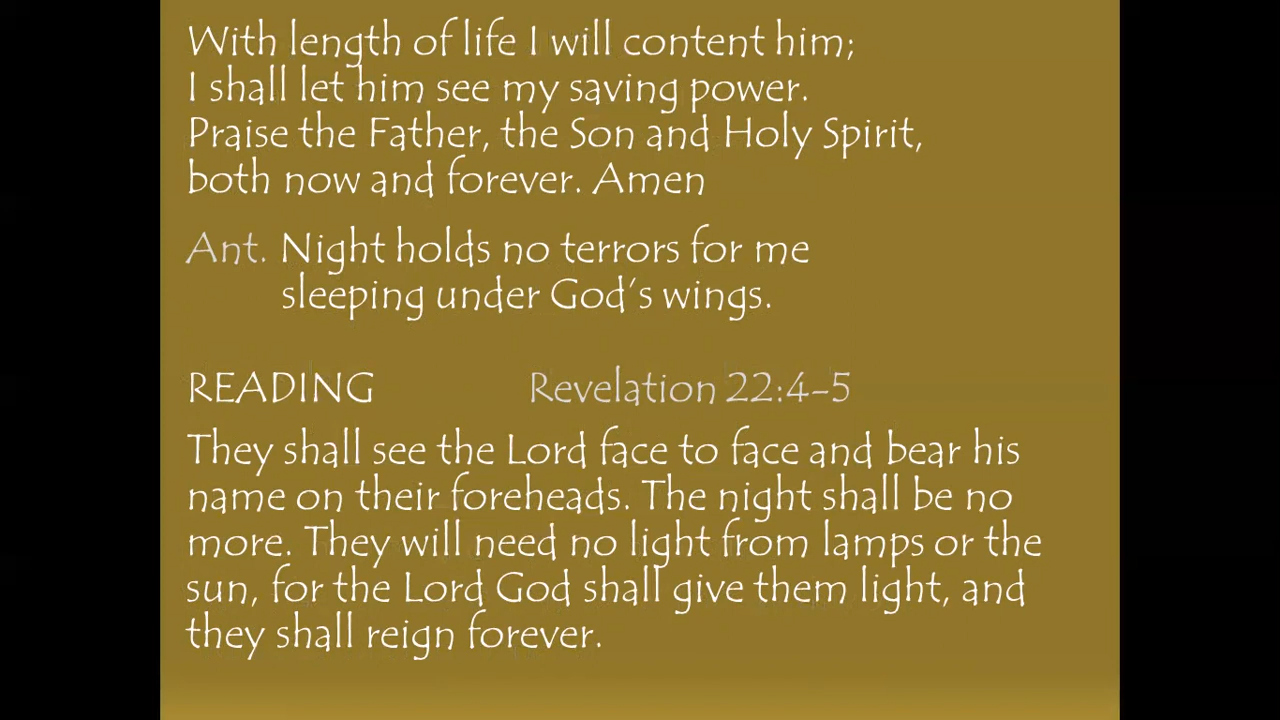 With length of life I will content him;
I shall let him see my saving power.
Praise the Father, the Son and Holy Spirit,
both now and forever. Amen
Ant. Night holds no terrors for me
sleeping under God's wings.
READING Revelation 22:4-5
They shall see the Lord face to face and bear his
name on their foreheads. The night shall be no
more. They will need no light from lamps or the
sun, for the Lord God shall give them light, and
they shall reign forever.